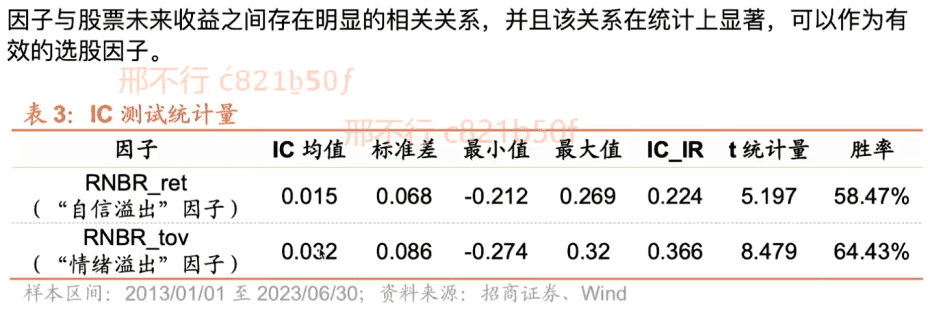 因子与股票未来收益之间存在明显的相关关系，并且该关系在统计上显著，可以作为有
效的选股因子。
邢不行
表 3：IC 测试统计量
邢不行 c821b50f
因子 IC 均值 标准差 最小值 最大值 IC_IR t 统计量 胜率
RNBR_ret
（“自信溢出”因子） 0.015 0.068 -0.212 0.269 0.224 5.197 58.47%
RNBR_tov
（“情绪溢出”因子） 0.032 0.086 -0.274 0.32 0.366 8.479 64.43%
样本区间：2013/01/01 至 2023/06/30；资料来源：招商证券、Wind